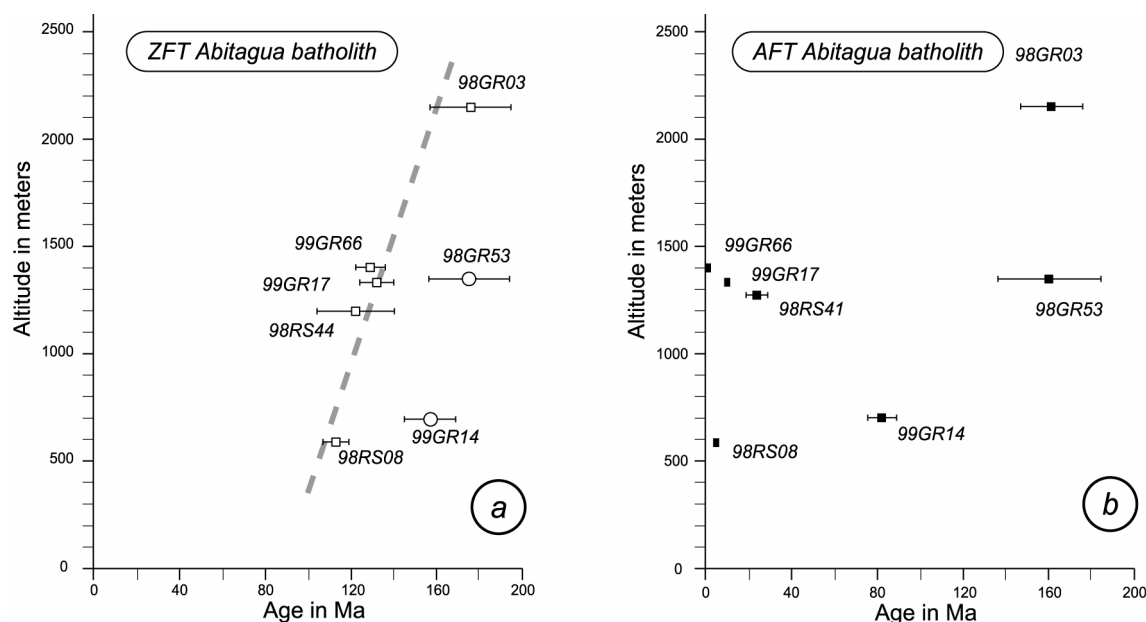 ZFT Abitagua batholith
2500
2000
1500
1000
500
0
Altitude in meters
98GR03
99GR66
98GR53
99GR17
98RS44
99GR14
98RS08
a
0
40
80
120
160
200
Age in Ma
AFT Abitagua batholith
2500
2000
1500
1000
500
0
Altitude in meters
98GR03
99GR66
99GR17
98RS41
98GR53
99GR14
98RS08
b
0
40
80
120
160
200
Age in Ma